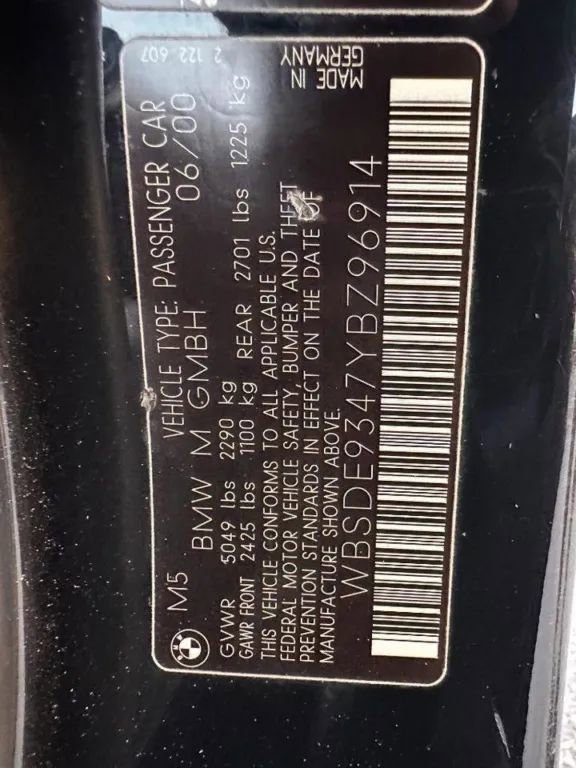 M5 VEHICLE TYPE: PASSENGER CAR
BMW M GMBH 06/00
GVWR 5049 lbs 2290 kg
GAWR FRONT 2425 lbs 1100 kg REAR 2701 lbs 1225 kg
THIS VEHICLE CONFORMS TO ALL APPLICABLE U.S.
FEDERAL MOTOR VEHICLE SAFETY, BUMPER AND THEFT
PREVENTION STANDARDS IN EFFECT ON THE DATE OF
MANUFACTURE SHOWN ABOVE.
WBSDE9347YBZ96914
2 122 607
MADE IN
GERMANY